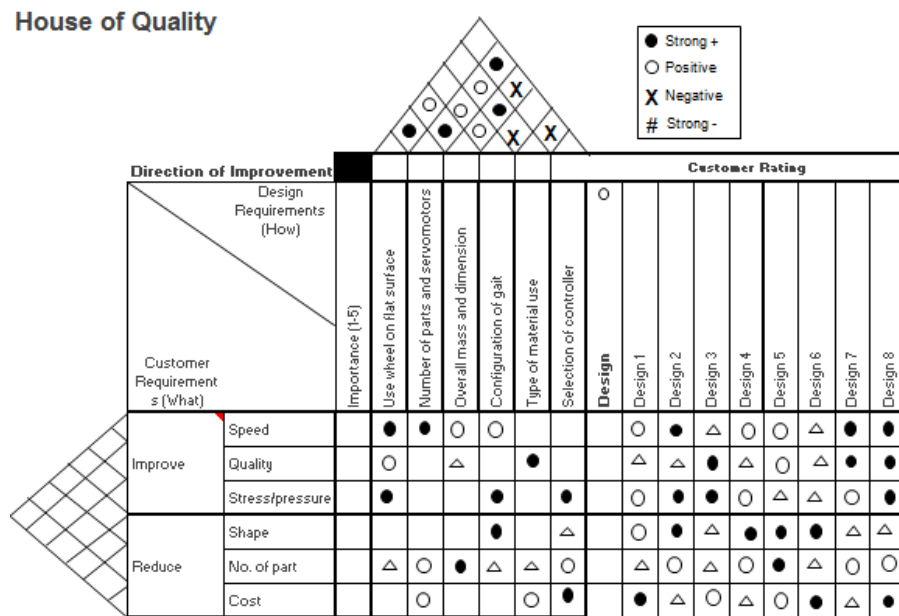 House of Quality
Strong +
Positive
X Negative
# Strong -
X
X
X
Direction of Improvement
Customer Rating
Design
Requirements
(How)
Customer
Requirement
s (What)
Importance (1-5)
Use wheel on flat surface
Number of parts and servomotors
Overall mass and dimension
Configuration of gait
Type of material use
Selection of controller
Design
Design 1
Design 2
Design 3
Design 4
Design 5
Design 6
Design 7
Design 8
Improve
Speed
Quality
Stress/pressure
Reduce
Shape
No. of part
Cost